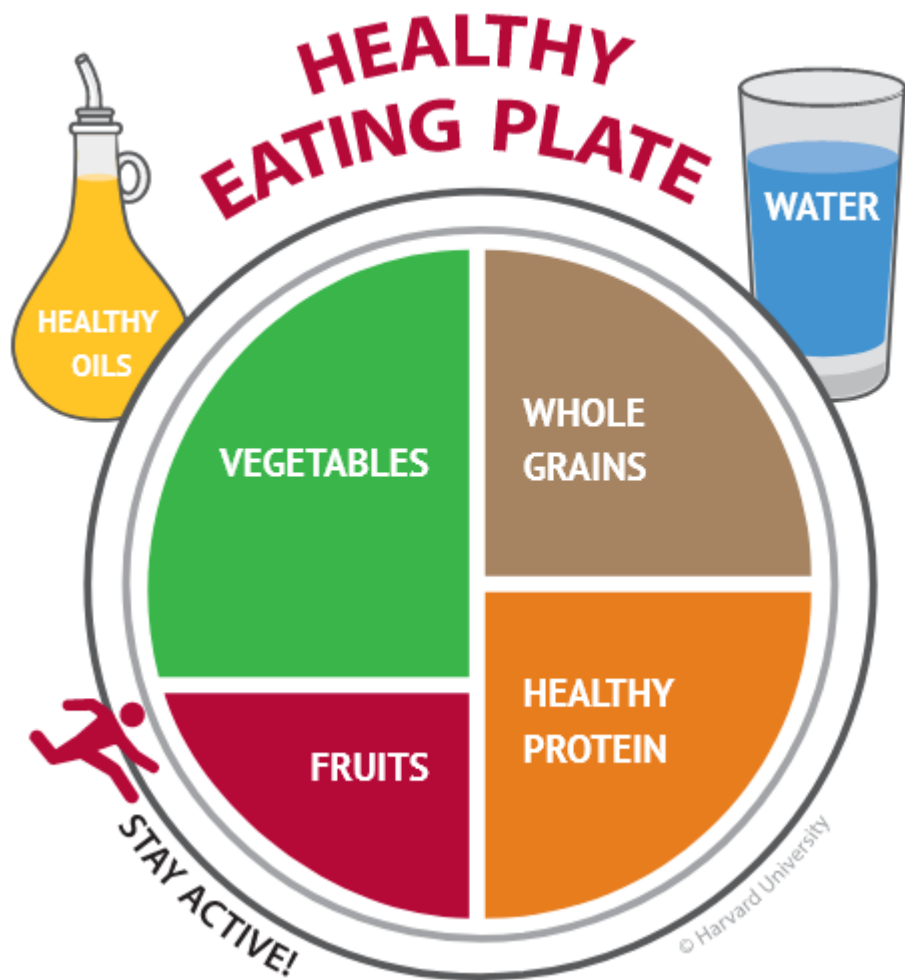 HEALTHY
EATING PLATE
HEALTHY
OILS
WATER
VEGETABLES
WHOLE
GRAINS
FRUITS
HEALTHY
PROTEIN
STAY ACTIVE!
© Harvard University